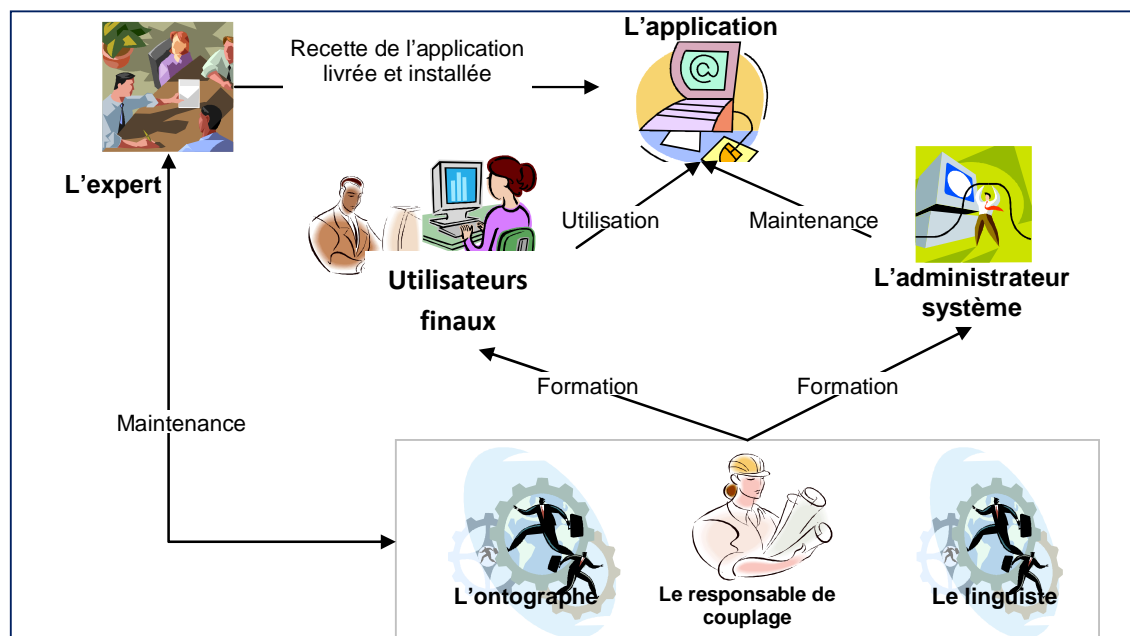 L’application
Recette de l’application
livrée et installée
@
L’expert
Utilisation
Maintenance
Utilisateurs
finaux
L’administrateur
système
Formation
Formation
Maintenance
L’ontographe
Le responsable de
couplage
Le linguiste